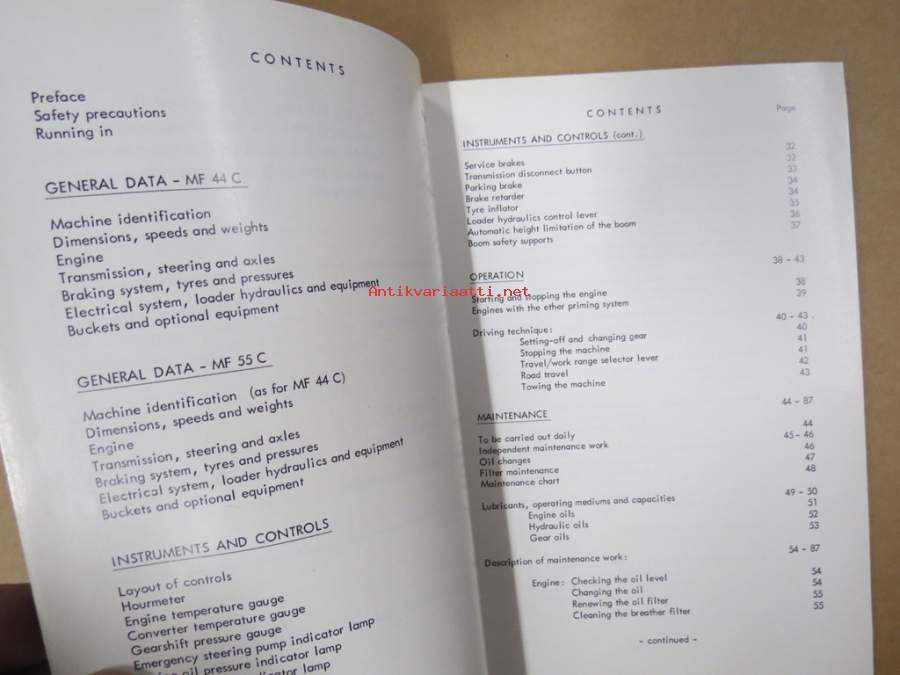 CONTENTS
Preface
Safety precautions
Running in
GENERAL DATA - MF 44 C
Machine identification
Dimensions, speeds and weights
Engine
Transmission, steering and axles
Braking system, tyres and pressures
Electrical system, loader hydraulics and equipment
Buckets and optional equipment
GENERAL DATA - MF 55 C
Machine identification (as for MF 44 C)
Dimensions, speeds and weights
Engine
Transmission, steering and axles
Braking system, tyres and pressures
Electrical system, loader hydraulics and equipment
Buckets and optional equipment
INSTRUMENTS AND CONTROLS
Layout of controls
Hourmeter
Engine temperature gauge
Converter temperature gauge
Gearshift pressure gauge
Emergency steering pump indicator lamp
oil pressure indicator lamp
indicator lamp
CONTENTS
Page
INSTRUMENTS AND CONTROLS (cont.)
Service brakes 32
Transmission disconnect button 32
Parking brake 33
Brake retarder 34
Tyre inflator 34
Loader hydraulics control lever 35
Automatic height limitation of the boom 36
Boom safety supports 37
OPERATION 38 - 43
Starting and stopping the engine 38
Engines with the ether priming system 39
Driving technique: 40 - 43
Setting-off and changing gear 40
Stopping the machine 41
Travel/work range selector lever 41
Road travel 42
Towing the machine 43
MAINTENANCE 44 - 87
To be carried out daily 44
Independent maintenance work 45 - 46
Oil changes 46
Filter maintenance 47
Maintenance chart 48
Lubricants, operating mediums and capacities 49 - 50
Engine oils 51
Hydraulic oils 52
Gear oils 53
Description of maintenance work: 54 - 87
Engine: Checking the oil level 54
Changing the oil 54
Renewing the oil filter 55
Cleaning the breather filter 55
- continued -
Antikvariaatti.net